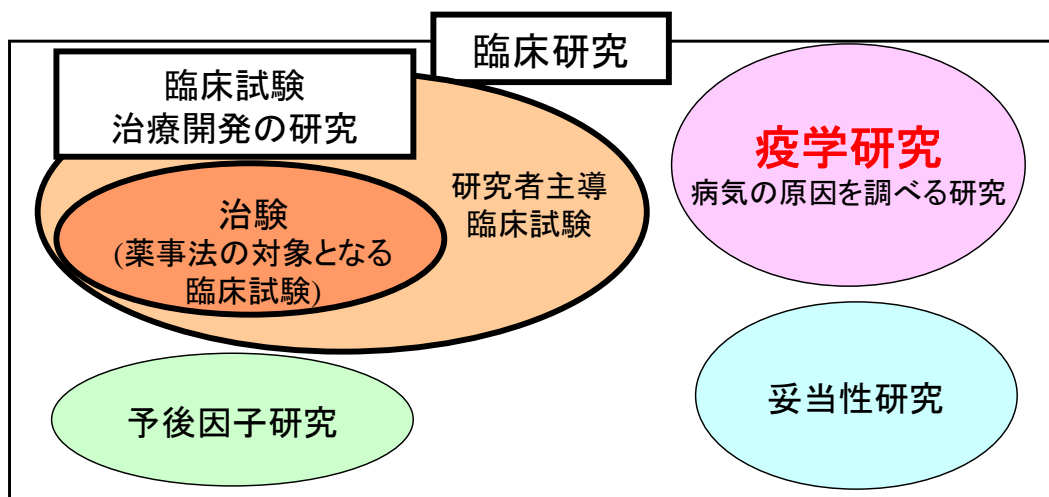 臨床研究
臨床試験
治療開発の研究
研究者主導
臨床試験
治験
(薬事法の対象となる
臨床試験)
疫学研究
病気の原因を調べる研究
予後因子研究
妥当性研究